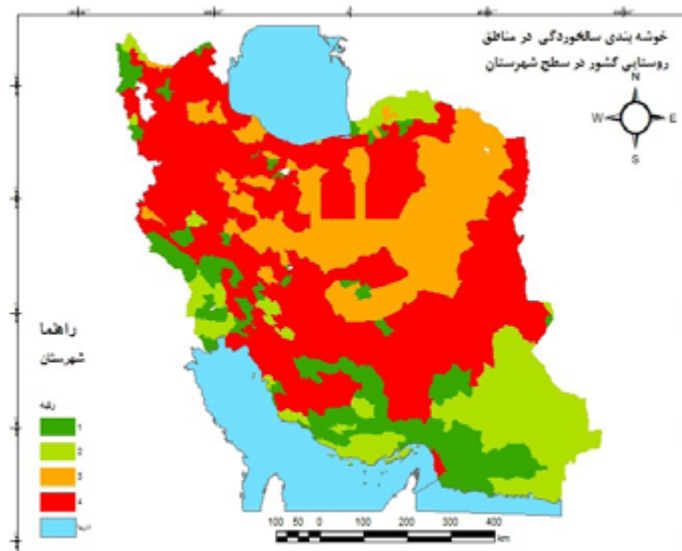 خوشه بندی سالخوردگی در مناطق
روستایی کشور در سطح شهرستان
N
W E
S
راهنما
شهرستان
رتبه
1
2
3
4
100 50 0 100 200 300 400
km